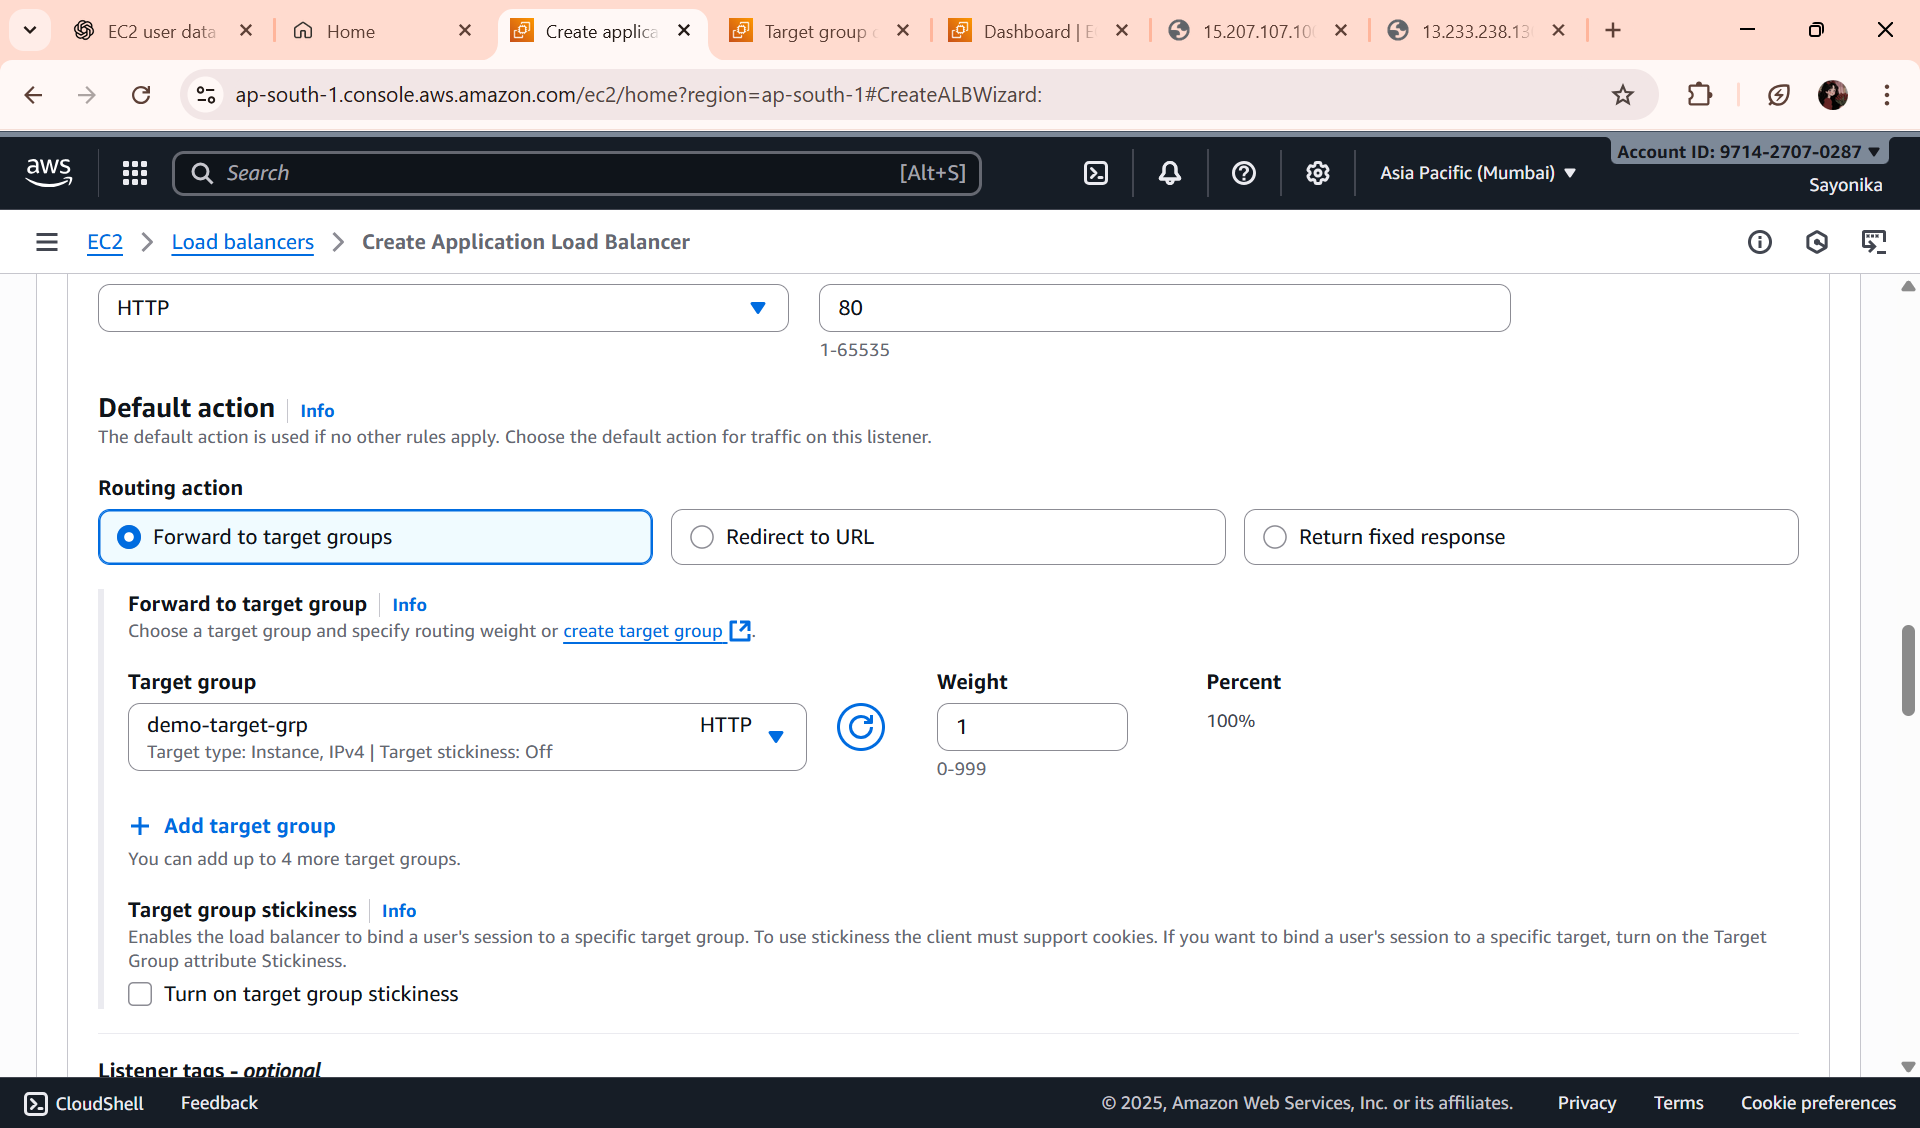 EC2 user data
Home
Create applica
Target group
Dashboard | E
15.207.107.10
13.233.238.13
ap-south-1.console.aws.amazon.com/ec2/home?region=ap-south-1#CreateALBWizard:
aws
Search
[Alt+S]
Asia Pacific (Mumbai)
Account ID: 9714-2707-0287
Sayonika
EC2
Load balancers
Create Application Load Balancer
HTTP
80
1-65535
Default action
Info
The default action is used if no other rules apply. Choose the default action for traffic on this listener.
Routing action
Forward to target groups
Redirect to URL
Return fixed response
Forward to target group
Info
Choose a target group and specify routing weight or create target group.
Target group
Weight
Percent
demo-target-grp
HTTP
Target type: Instance, IPv4 | Target stickiness: Off
1
100%
0-999
+ Add target group
You can add up to 4 more target groups.
Target group stickiness
Info
Enables the load balancer to bind a user's session to a specific target group. To use stickiness the client must support cookies. If you want to bind a user's session to a specific target, turn on the Target
Group attribute Stickiness.
Turn on target group stickiness
Listener tags - optional
CloudShell
Feedback
© 2025, Amazon Web Services, Inc. or its affiliates.
Privacy
Terms
Cookie preferences